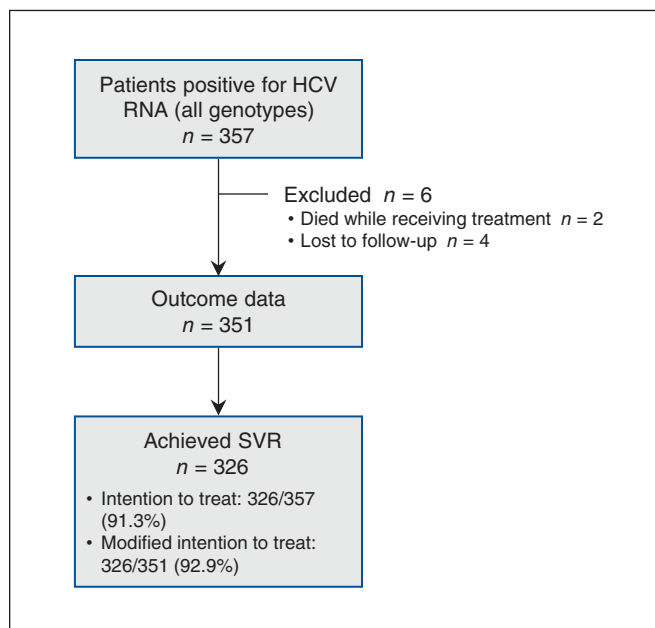 Patients positive for HCV
RNA (all genotypes)
n = 357
Excluded n = 6
• Died while receiving treatment n = 2
• Lost to follow-up n = 4
Outcome data
n = 351
Achieved SVR
n = 326
• Intention to treat: 326/357
(91.3%)
• Modified intention to treat:
326/351 (92.9%)